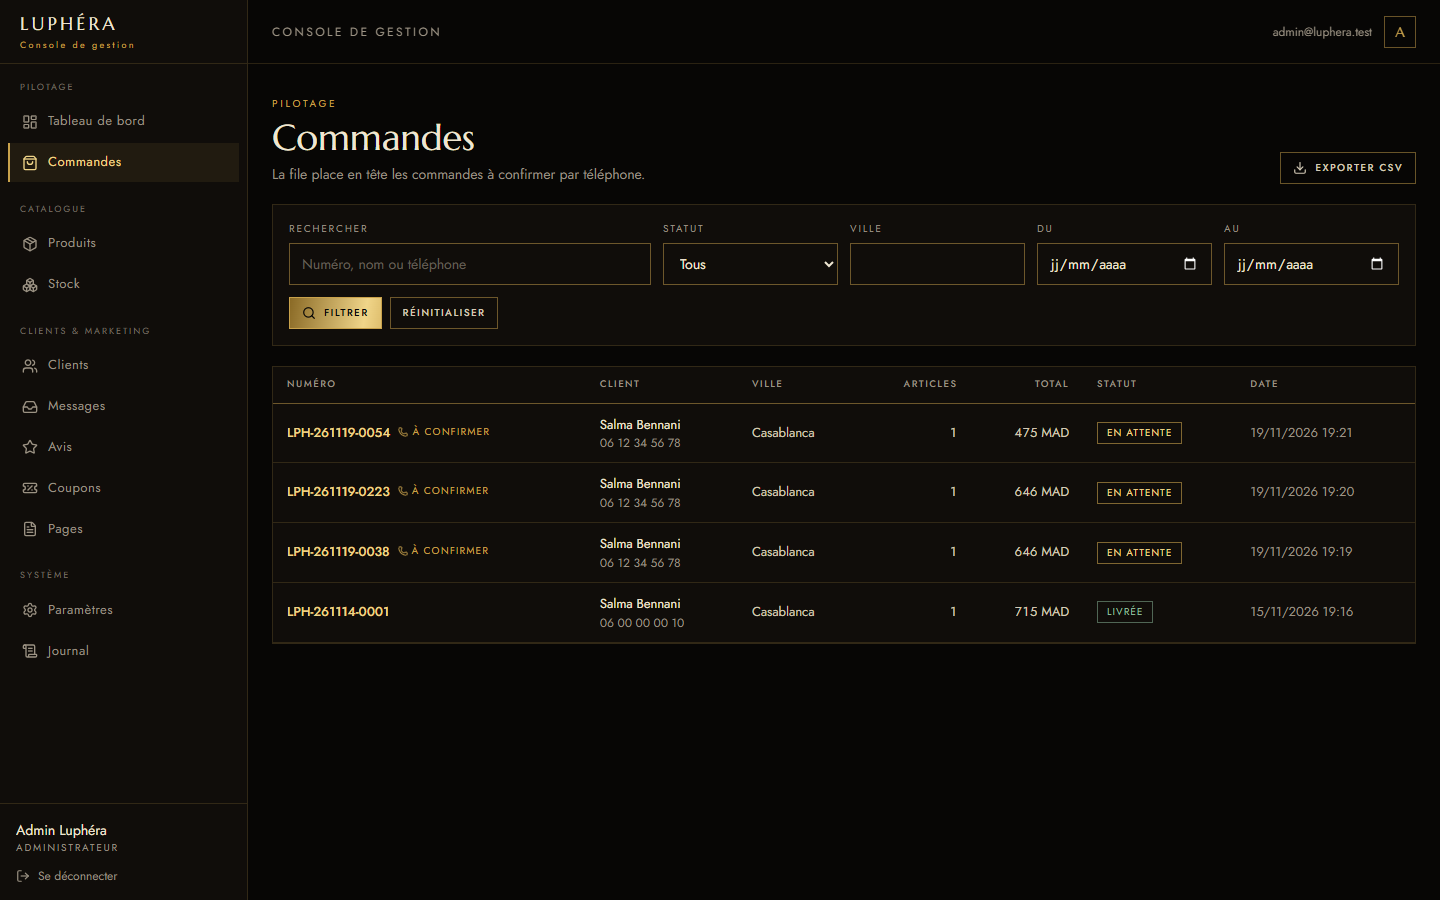 LUPHÉRA
Console de gestion
CONSOLE DE GESTION
admin@luphera.test
A
PILOTAGE
Tableau de bord
Commandes
CATALOGUE
Produits
Stock
CLIENTS & MARKETING
Clients
Messages
Avis
Coupons
Pages
SYSTÈME
Paramètres
Journal
Admin Luphéra
ADMINISTRATEUR
Se déconnecter
PILOTAGE
Commandes
La file place en tête les commandes à confirmer par téléphone.
EXPORTER CSV
RECHERCHER STATUT VILLE DU AU
Numéro, nom ou téléphone Tous jj/mm/aaaa jj/mm/aaaa
FILTRER RÉINITIALISER
NUMÉRO CLIENT VILLE ARTICLES TOTAL STATUT DATE
LPH-261119-0054 À CONFIRMER Salma Bennani Casablanca 1 475 MAD EN ATTENTE 19/11/2026 19:21
06 12 34 56 78
LPH-261119-0223 À CONFIRMER Salma Bennani Casablanca 1 646 MAD EN ATTENTE 19/11/2026 19:20
06 12 34 56 78
LPH-261119-0038 À CONFIRMER Salma Bennani Casablanca 1 646 MAD EN ATTENTE 19/11/2026 19:19
06 12 34 56 78
LPH-261114-0001 Salma Bennani Casablanca 1 715 MAD LIVRÉE 15/11/2026 19:16
06 00 00 00 10